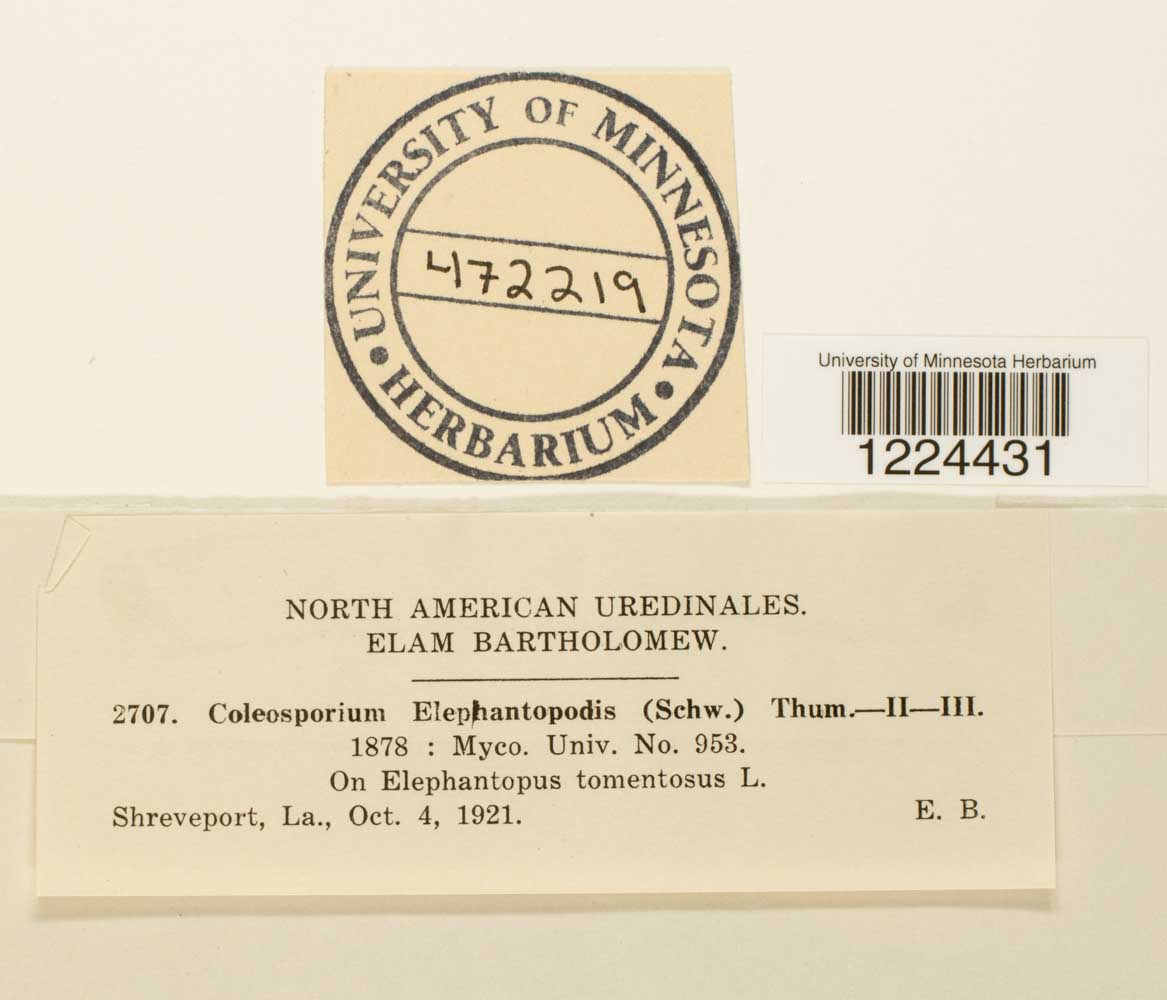 UNIVERSITY OF MINNESOTA
472219
• HERBARIUM •
University of Minnesota Herbarium
1224431
NORTH AMERICAN UREDINALES.
ELAM BARTHOLOMEW.
2707. Coleosporium Elephantopodis (Schw.) Thum.—II—III.
1878 : Myco. Univ. No. 953.
On Elephantopus tomentosus L.
Shreveport, La., Oct. 4, 1921. E. B.